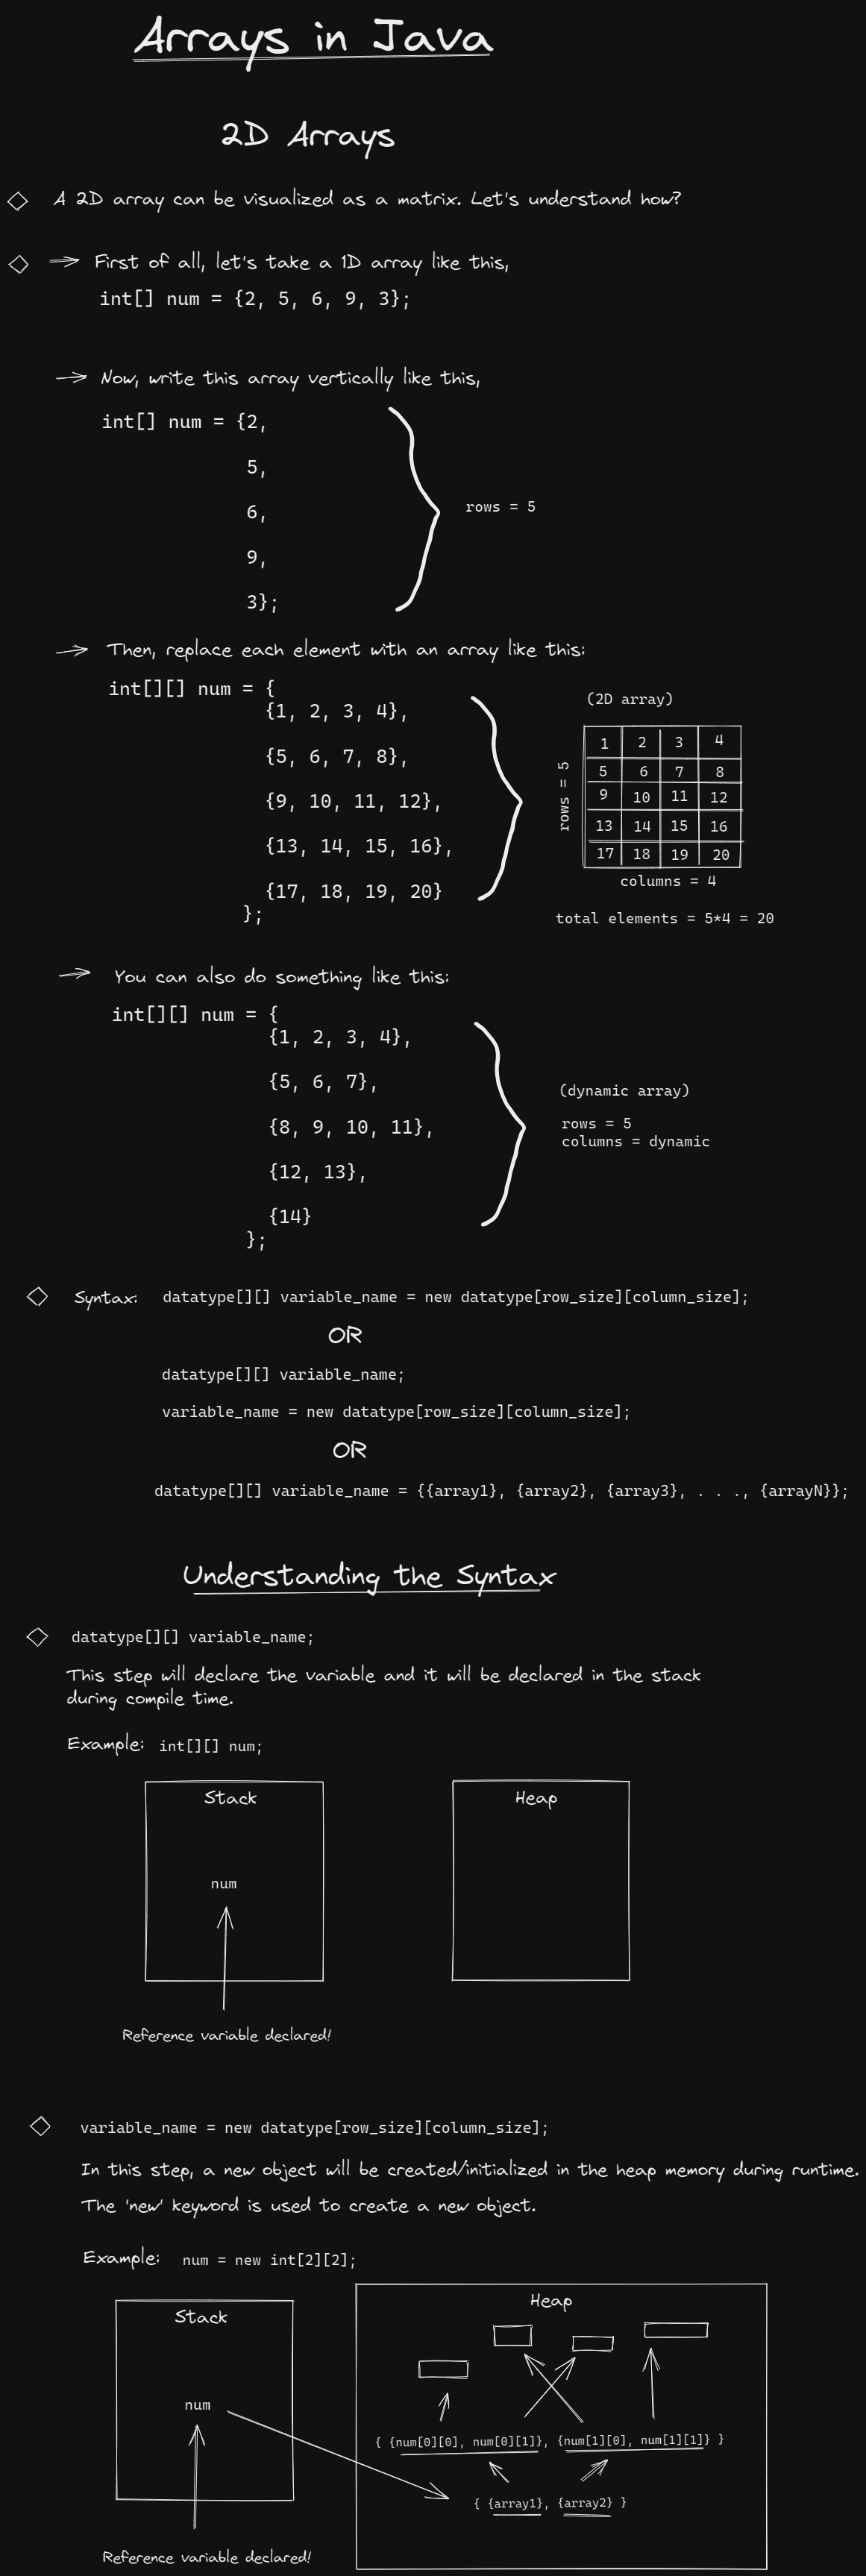 Arrays in Java
2D Arrays
A 2D array can be visualized as a matrix. Let's understand how?
First of all, let's take a 1D array like this,
int[] num = {2, 5, 6, 9, 3};
Now, write this array vertically like this,
int[] num = {2,
5,
6,
9,
3};
rows = 5
Then, replace each element with an array like this:
int[][] num = {
{1, 2, 3, 4},
{5, 6, 7, 8},
{9, 10, 11, 12},
{13, 14, 15, 16},
{17, 18, 19, 20}
};
(2D array)
rows = 5
1 2 3 4
5 6 7 8
9 10 11 12
13 14 15 16
17 18 19 20
columns = 4
total elements = 5*4 = 20
You can also do something like this:
int[][] num = {
{1, 2, 3, 4},
{5, 6, 7},
{8, 9, 10, 11},
{12, 13},
{14}
};
(dynamic array)
rows = 5
columns = dynamic
Syntax: datatype[][] variable_name = new datatype[row_size][column_size];
OR
datatype[][] variable_name;
variable_name = new datatype[row_size][column_size];
OR
datatype[][] variable_name = {{array1}, {array2}, {array3}, . . ., {arrayN}};
Understanding the Syntax
datatype[][] variable_name;
This step will declare the variable and it will be declared in the stack
during compile time.
Example: int[][] num;
Stack
num
Reference variable declared!
Heap
variable_name = new datatype[row_size][column_size];
In this step, a new object will be created/initialized in the heap memory during runtime.
The 'new' keyword is used to create a new object.
Example: num = new int[2][2];
Stack
num
Reference variable declared!
Heap
{ {num[0][0], num[0][1]}, {num[1][0], num[1][1]} }
{ {array1}, {array2} }